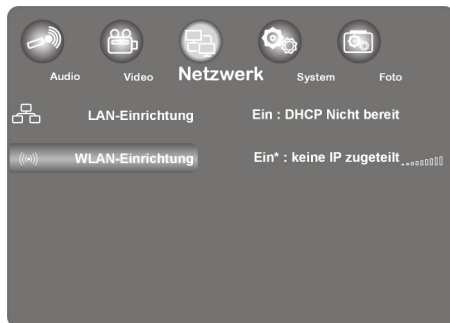 Audio Video Netzwerk System Foto
LAN-Einrichtung Ein : DHCP Nicht bereit
WLAN-Einrichtung Ein* : keine IP zugeteilt